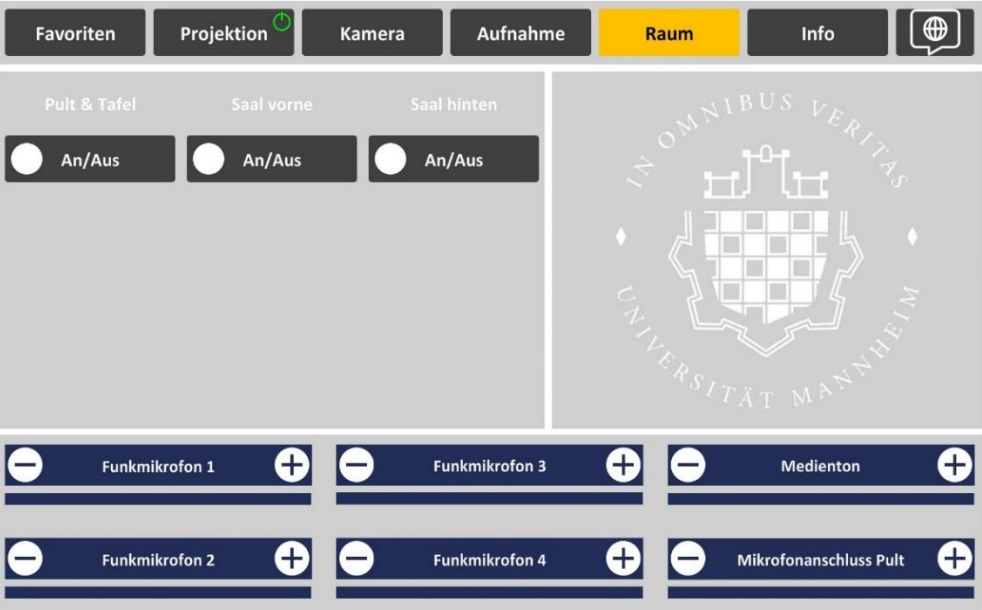 Favoriten
Projektion
Kamera
Aufnahme
Raum
Info
Pult & Tafel
Saal vorne
Saal hinten
An/Aus
An/Aus
An/Aus
IN OMNIBUS VERITAS
UNIVERSITÄT MANNHEIM
Funkmikrofon 1
Funkmikrofon 3
Medienton
Funkmikrofon 2
Funkmikrofon 4
Mikrofonanschluss Pult